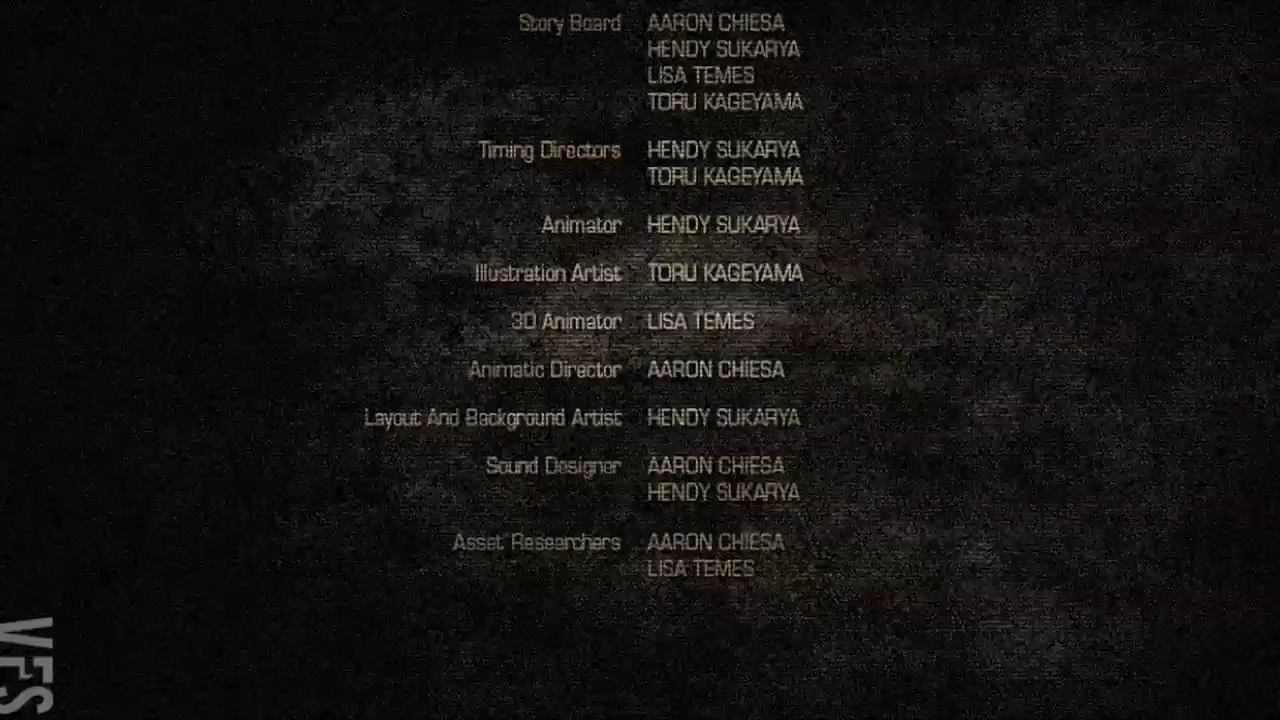 Story Board AARON CHIESA
HENDY SUKARYA
LISA TEMES
TORU KAGEYAMA
Timing Directors HENDY SUKARYA
TORU KAGEYAMA
Animator HENDY SUKARYA
Illustration Artist TORU KAGEYAMA
3D Animator LISA TEMES
Animatic Director AARON CHIESA
Layout And Background Artist HENDY SUKARYA
Sound Designer AARON CHIESA
HENDY SUKARYA
Asset Researchers AARON CHIESA
LISA TEMES
VFS